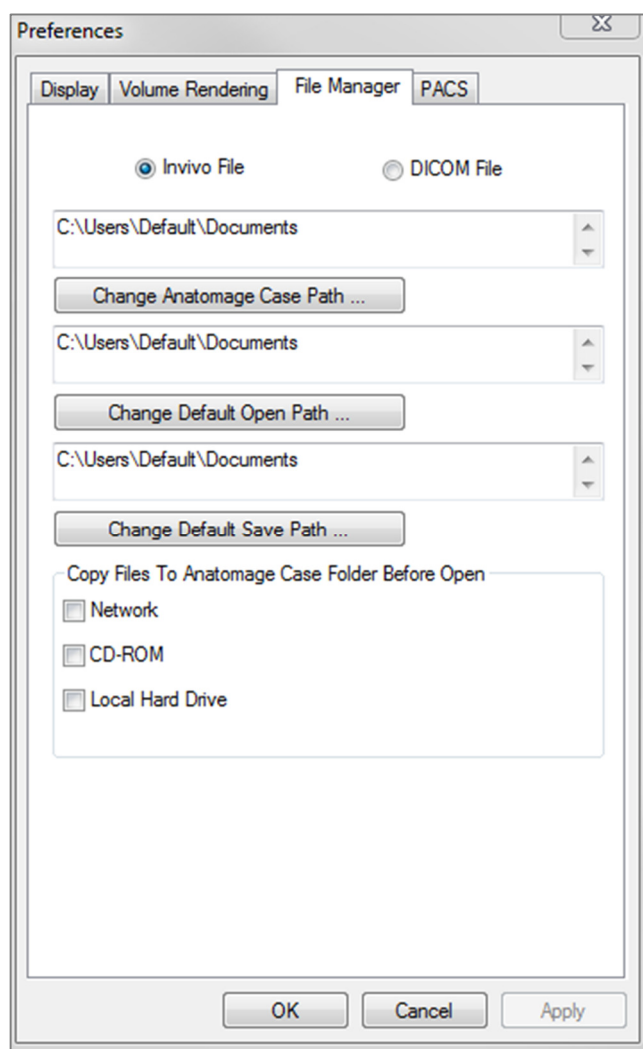 Preferences
Display Volume Rendering File Manager PACS
Invivo File DICOM File
C:\Users\Default\Documents
Change Anatomage Case Path ...
C:\Users\Default\Documents
Change Default Open Path ...
C:\Users\Default\Documents
Change Default Save Path ...
Copy Files To Anatomage Case Folder Before Open
Network
CD-ROM
Local Hard Drive
OK Cancel Apply